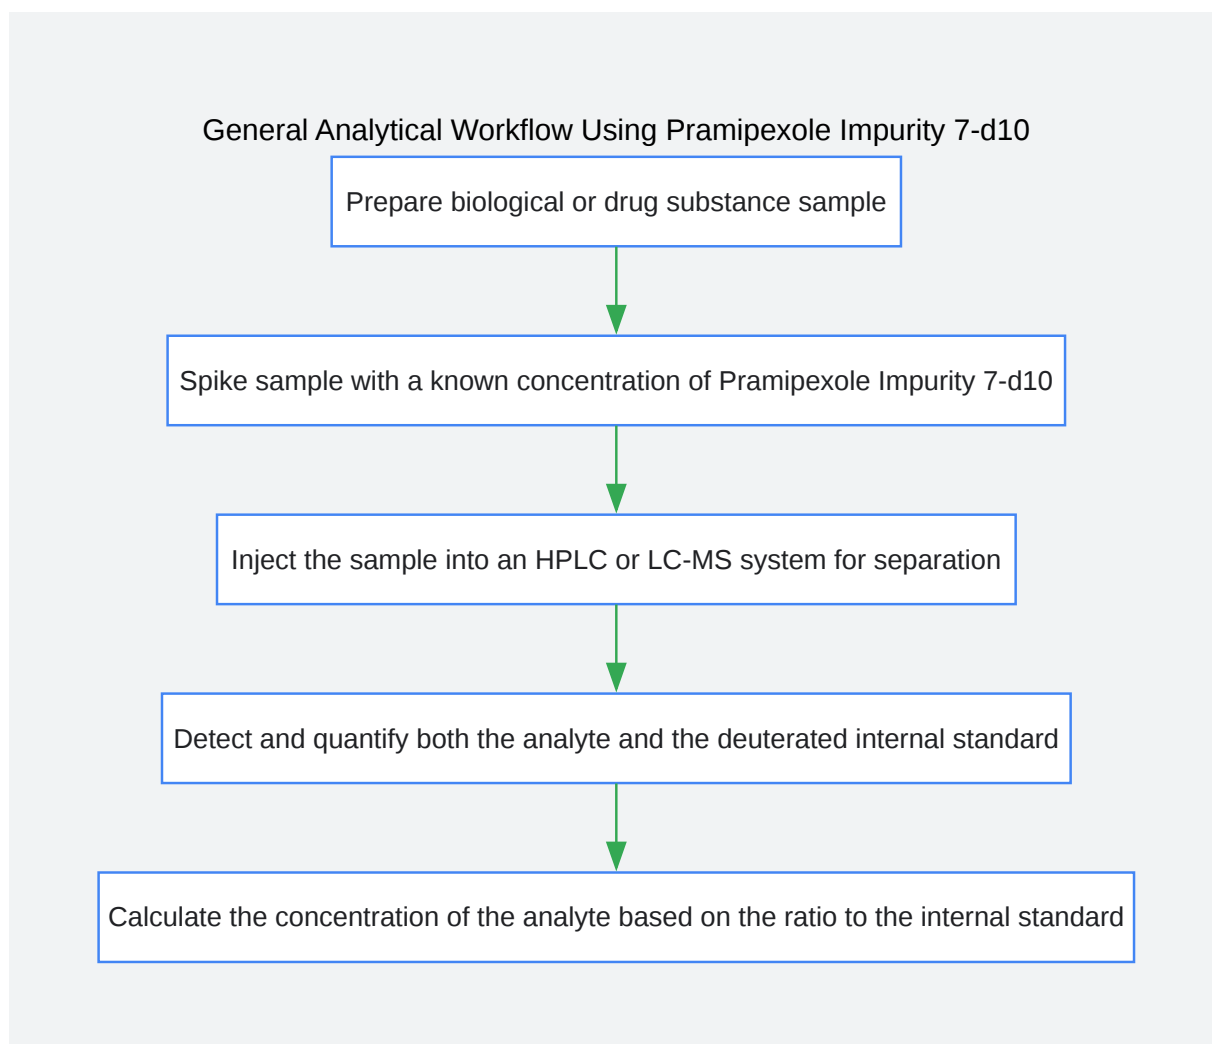 General Analytical Workflow Using Pramipexole Impurity 7-d10
Prepare biological or drug substance sample
Spike sample with a known concentration of Pramipexole Impurity 7-d10
Inject the sample into an HPLC or LC-MS system for separation
Detect and quantify both the analyte and the deuterated internal standard
Calculate the concentration of the analyte based on the ratio to the internal standard